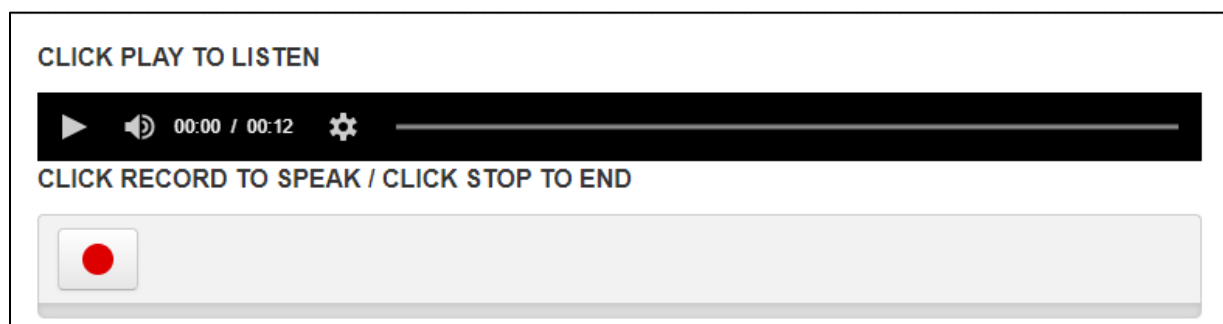 CLICK PLAY TO LISTEN
00:00 / 00:12
CLICK RECORD TO SPEAK / CLICK STOP TO END